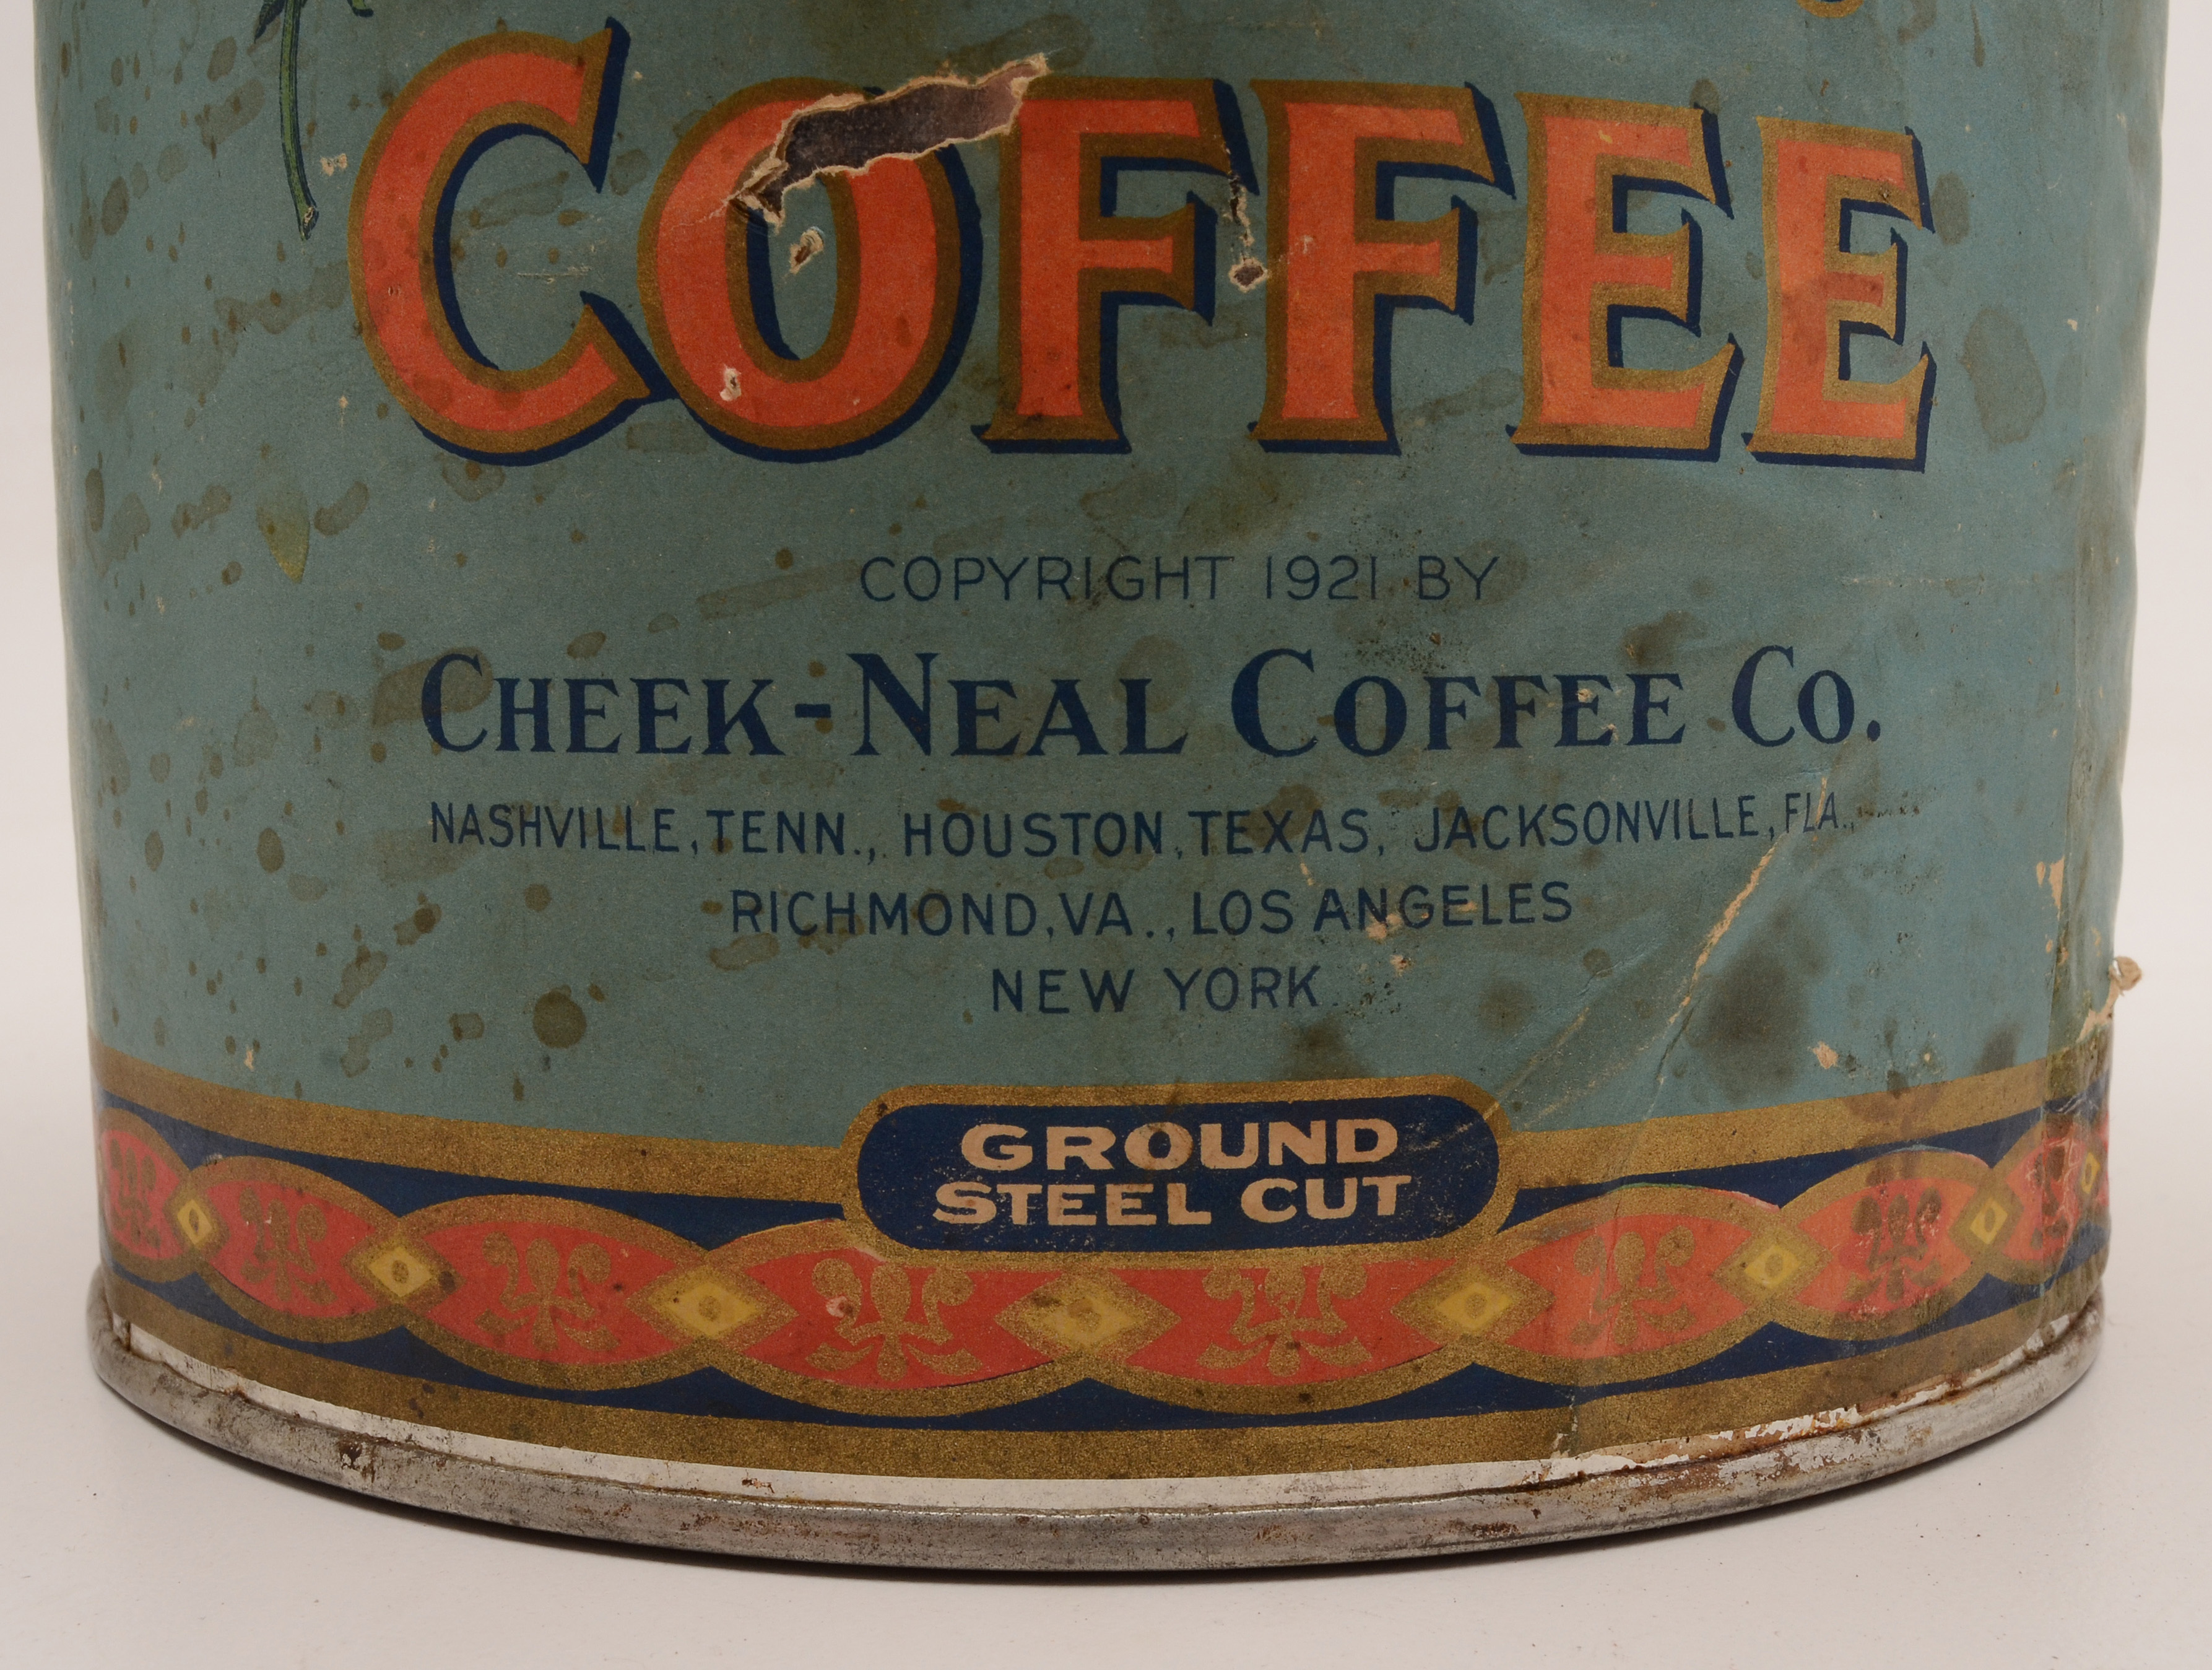 COFFEE
COPYRIGHT 1921 BY
CHEEK-NEAL COFFEE CO.
NASHVILLE, TENN., HOUSTON, TEXAS, JACKSONVILLE, FLA.,
RICHMOND, VA., LOS ANGELES
NEW YORK
GROUND
STEEL CUT